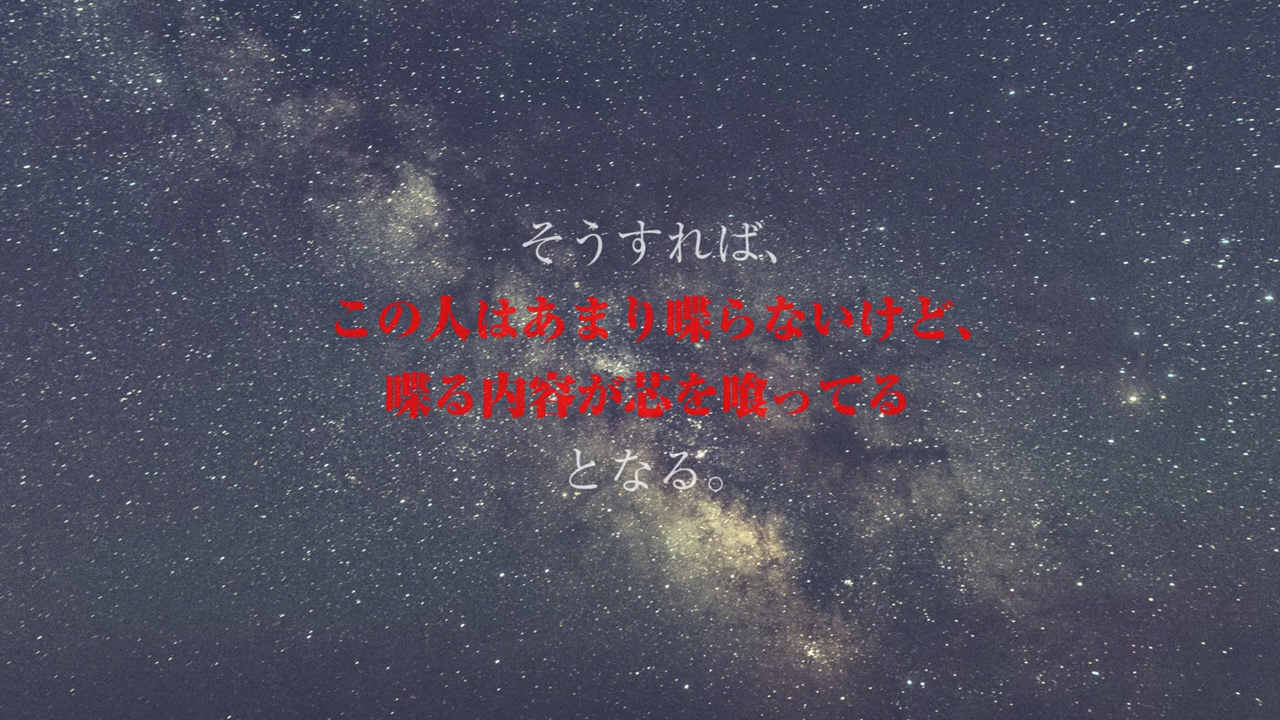 そうすれば、
この人はあまり喋らないけど、
喋る内容が芯を喰ってる
となる。